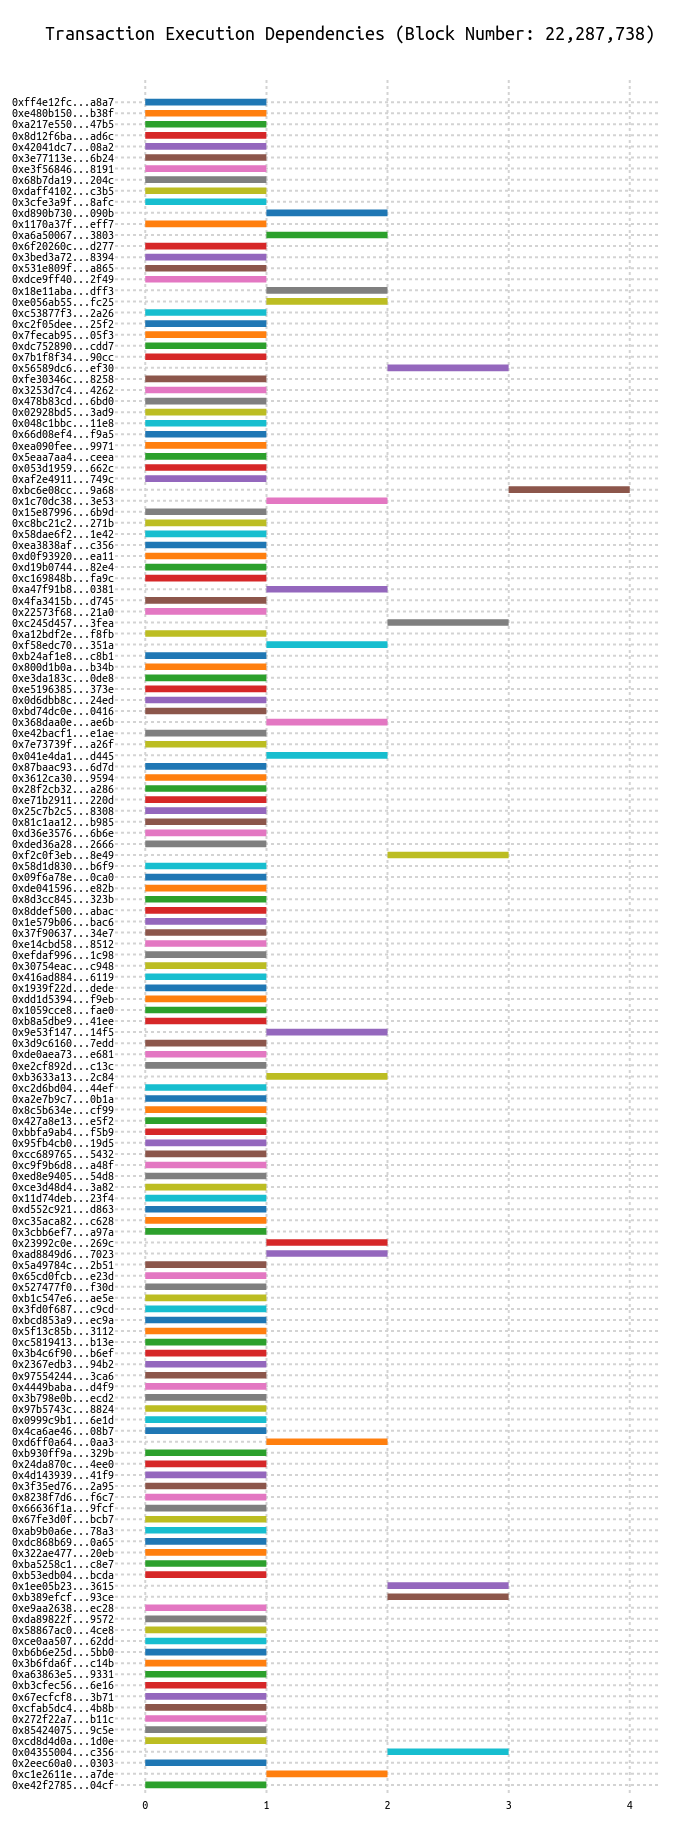 Transaction Execution Dependencies (Block Number: 22,287,738)
0xff4e12fc...a8a7
0xe480b150...b38f
0xa217e550...47b5
0x8d12f6ba...ad6c
0x42041dc7...08a2
0x3e77113e...6b24
0xe3f56846...8191
0x68b7da19...204c
0xdaff4102...c3b5
0x3cfe3a9f...8afc
0xd890b730...090b
0x1170a37f...eff7
0xa6a50067...3803
0x6f20260c...d277
0x3bed3a72...8394
0x531e809f...a865
0xdce9ff40...2f49
0x18e11aba...dff3
0xe056ab55...fc25
0xc53877f3...2a26
0xc2f05dee...25f2
0x7fecab95...05f3
0xdc752890...cdd7
0x7b1f8f34...90cc
0x56589dc6...ef30
0xfe30346c...8258
0x3253d7c4...4262
0x478b83cd...6bd0
0x02928bd5...3ad9
0x048c1bbc...11e8
0x66d08ef4...f9a5
0xea090fee...9971
0x5eaa7aa4...ceea
0x053d1959...662c
0xaf2e4911...749c
0xbc6e08cc...9a68
0x1c70dc38...3e53
0x15e87996...6b9d
0xc8bc21c2...271b
0x58dae6f2...1e42
0xea3838af...c356
0xd0f93920...ea11
0xd19b0744...82e4
0xc169848b...fa9c
0xa47f91b8...0381
0x4fa3415b...d745
0x22573f68...21a0
0xc245d457...3fea
0xa12bdf2e...f8fb
0xf58edc70...351a
0xb24af1e8...c8b1
0x800d1b0a...b34b
0xe3da183c...0de8
0xe5196385...373e
0x0d6dbb8c...24ed
0xbd74dc0e...0416
0x368daa0e...ae6b
0xe42bacf1...e1ae
0x7e73739f...a26f
0x041e4da1...d445
0x87baac93...6d7d
0x3612ca30...9594
0x28f2cb32...a286
0xe71b2911...220d
0x25c7b2c5...8308
0x81c1aa12...b985
0xd36e3576...6b6e
0xded36a28...2666
0xf2c0f3eb...8e49
0x58d1d830...b6f9
0x09f6a78e...0ca0
0xde041596...e82b
0x8d3cc845...323b
0x8ddef500...abac
0x1e579b06...bac6
0x37f90637...34e7
0xe14cbd58...8512
0xefdaf996...1c98
0x30754eac...c948
0x416ad884...6119
0x1939f22d...dede
0xdd1d5394...f9eb
0x1059cce8...fae0
0xb8a5dbe9...41ee
0x9e53f147...14f5
0x3d9c6160...7edd
0xde0aea73...e681
0xe2cf892d...c13c
0xb3633a13...2c84
0xc2d6bd04...44ef
0xa2e7b9c7...0b1a
0x8c5b634e...cf99
0x427a8e13...e5f2
0xbbfa9ab4...f5b9
0x95fb4cb0...19d5
0xcc689765...5432
0xc9f9b6d8...a48f
0xed8e9405...54d8
0xce3d48d4...3a82
0x11d74deb...23f4
0xd552c921...d863
0xc35aca82...c628
0x3cbb6ef7...a97a
0x23992c0e...269c
0xad8849d6...7023
0x5a49784c...2b51
0x65cd0fcb...e23d
0x527477f0...f30d
0xb1c547e6...ae5e
0x3fd0f687...c9cd
0xbcd853a9...ec9a
0x5f13c85b...3112
0xc5819413...b13e
0x3b4c6f90...b6ef
0x2367edb3...94b2
0x97554244...3ca6
0x4449baba...d4f9
0x3b798e0b...ecd2
0x97b5743c...8824
0x0999c9b1...6e1d
0x4ca6ae46...08b7
0xd6ff0a64...0aa3
0xb930ff9a...329b
0x24da870c...4ee0
0x4d143939...41f9
0x3f35ed76...2a95
0x8238f7d6...f6c7
0x66636f1a...9fcf
0x67fe3d0f...bcb7
0xab9b0a6e...78a3
0xdc868b69...0a65
0x322ae477...20eb
0xba5258c1...c8e7
0xb53edb04...bcda
0x1ee05b23...3615
0xb389efcf...93ce
0xe9aa2638...ec28
0xda89822f...9572
0x58867ac0...4ce8
0xce0aa507...62dd
0xb6b6e25d...5bb0
0x3b6fda6f...c14b
0xa63863e5...9331
0xb3cfec56...6e16
0x67ecfcf8...3b71
0xcfab5dc4...4b8b
0x272f22a7...b11c
0x85424075...9c5e
0xcd8d4d0a...1d0e
0x04355004...c356
0x2eec60a0...0303
0xc1e2611e...a7de
0xe42f2785...04cf
0 1 2 3 4